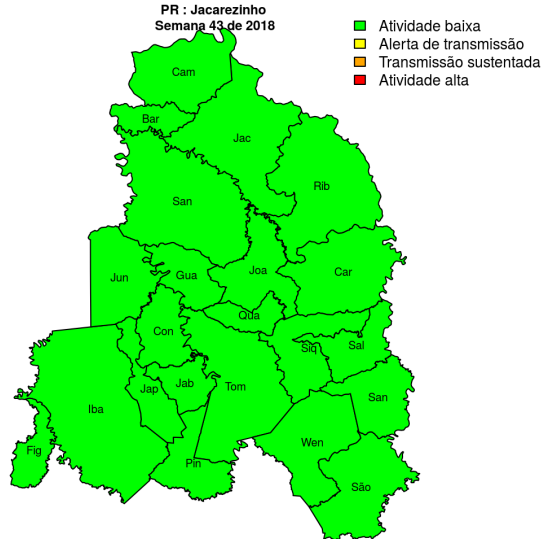 PR : Jacarezinho
Semana 43 de 2018
Atividade baixa
Alerta de transmissão
Transmissão sustentada
Atividade alta
Cam
Bar
Jac
Rib
San
Jun
Gua
Joa
Car
Qua
Con
Siq
Sal
Jap
Jab
Tom
San
Iba
Wen
Fig
Pin
São